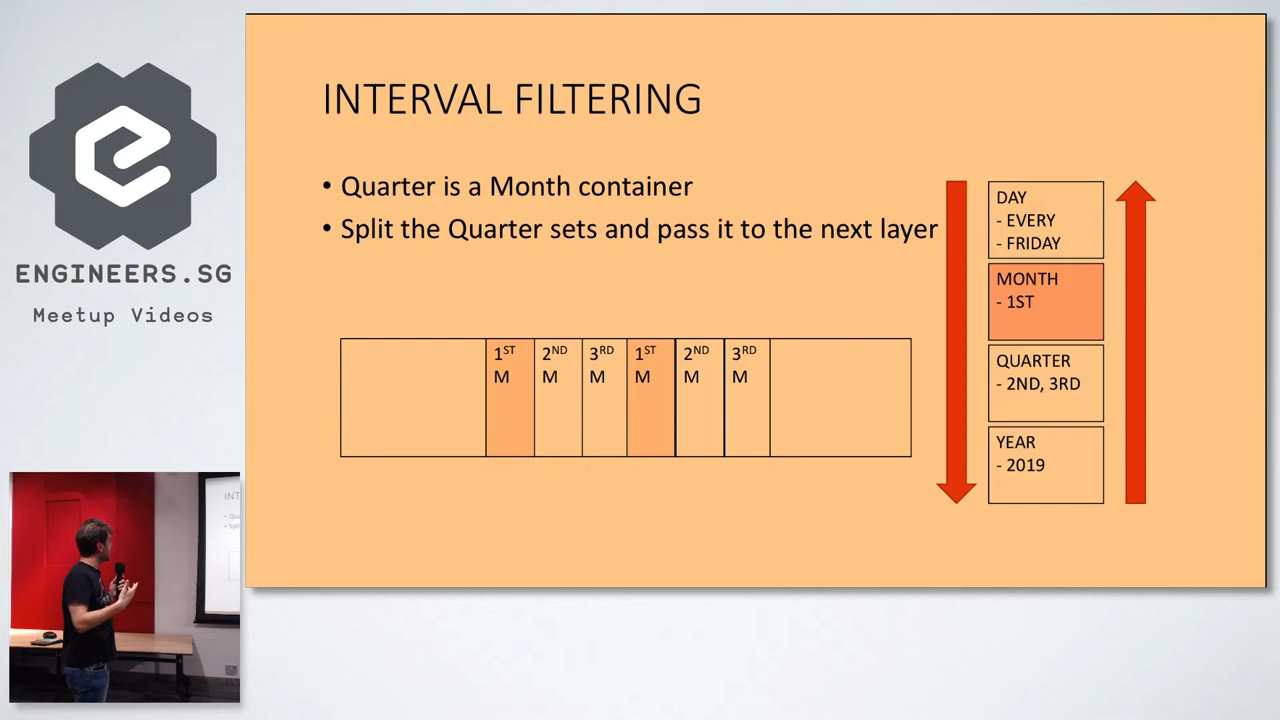 INTERVAL FILTERING
• Quarter is a Month container
• Split the Quarter sets and pass it to the next layer
DAY
- EVERY
- FRIDAY
MONTH
- 1ST
QUARTER
- 2ND, 3RD
YEAR
- 2019
1ST M
2ND M
3RD M
1ST M
2ND M
3RD M
ENGINEERS.SG
Meetup Videos
INT